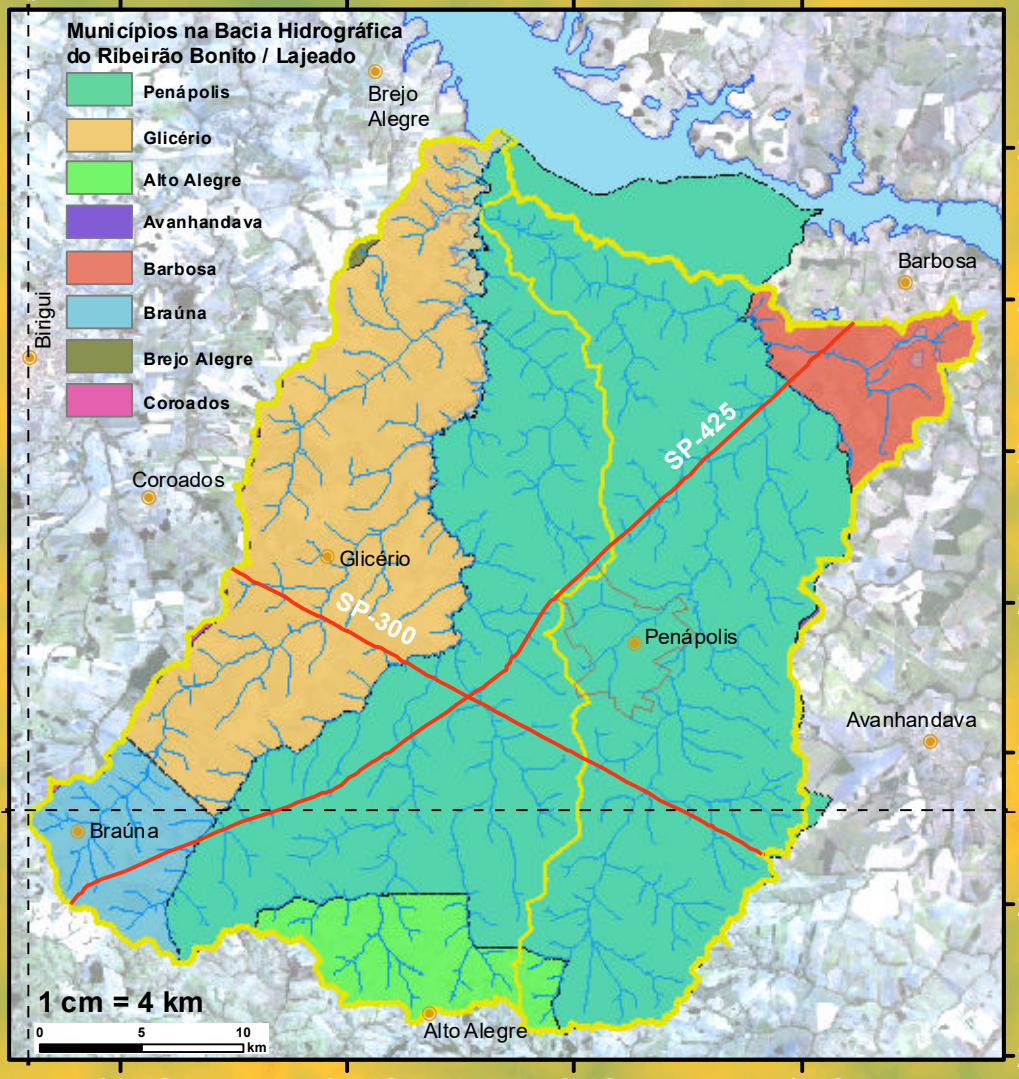 Municípios na Bacia Hidrográfica
do Ribeirão Bonito / Lajeado
Penápolis
Glicério
Alto Alegre
Avanhandava
Barbosa
Braúna
Brejo Alegre
Coroados
Brejo
Alegre
Barbosa
Birigui
SP-425
Coroados
Glicério
SP-300
Penápolis
Avanhandava
Braúna
1 cm = 4 km
0 5 10
km
Alto Alegre